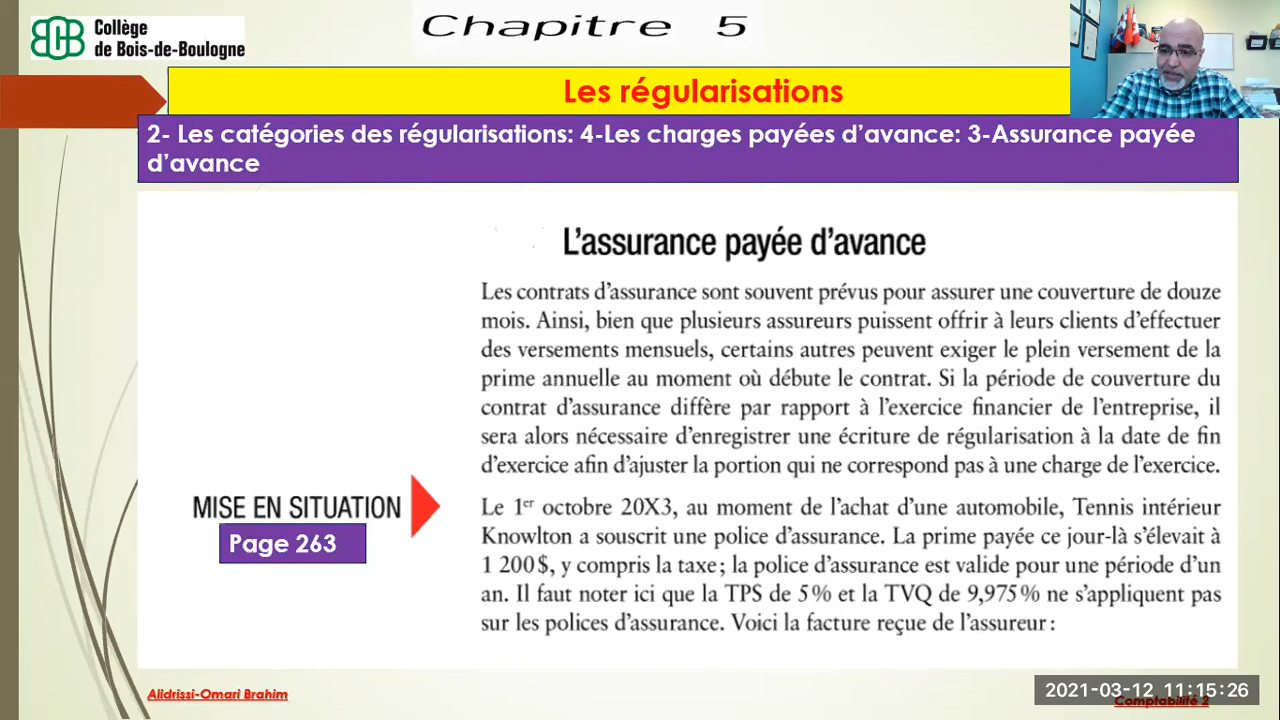 Collège
de Bois-de-Boulogne
Chapitre 5
Les régularisations
2- Les catégories des régularisations: 4-Les charges payées d’avance: 3-Assurance payée
d’avance
L’assurance payée d’avance
Les contrats d’assurance sont souvent prévus pour assurer une couverture de douze
mois. Ainsi, bien que plusieurs assureurs puissent offrir à leurs clients d’effectuer
des versements mensuels, certains autres peuvent exiger le plein versement de la
prime annuelle au moment où débute le contrat. Si la période de couverture du
contrat d’assurance diffère par rapport à l’exercice financier de l’entreprise, il
sera alors nécessaire d’enregistrer une écriture de régularisation à la date de fin
d’exercice afin d’ajuster la portion qui ne correspond pas à une charge de l’exercice.
MISE EN SITUATION
Page 263
Le 1er octobre 20X3, au moment de l’achat d’une automobile, Tennis intérieur
Knowlton a souscrit une police d’assurance. La prime payée ce jour-là s’élevait à
1 200 $, y compris la taxe ; la police d’assurance est valide pour une période d’un
an. Il faut noter ici que la TPS de 5 % et la TVQ de 9,975 % ne s’appliquent pas
sur les polices d’assurance. Voici la facture reçue de l’assureur :
Alidrissi-Omari Brahim
2021-03-12 11:15:26
Comptabilité 2